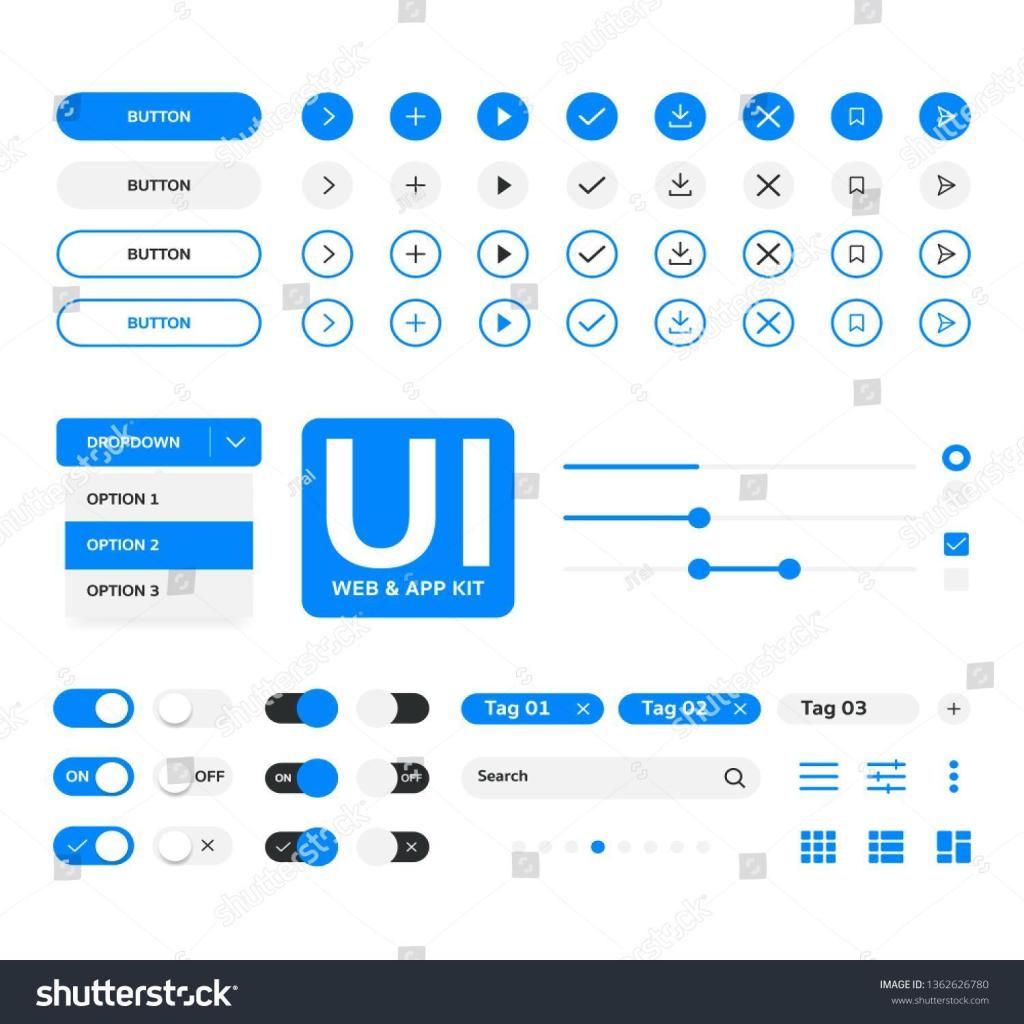 BUTTON
BUTTON
BUTTON
BUTTON
DROPDOWN
OPTION 1
OPTION 2
OPTION 3
UI
WEB & APP KIT
Tag 01
Tag 02
Tag 03
ON
OFF
ON
OFF
Search
shutterstock
IMAGE ID: 1362626780
www.shutterstock.com